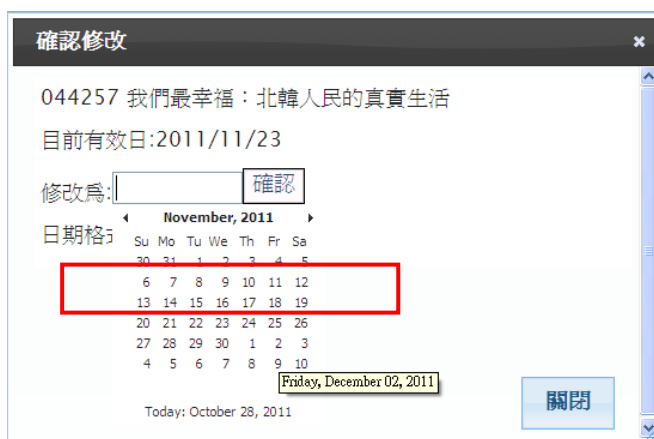 確認修改 ×
044257 我們最幸福：北韓人民的真實生活
目前有效日:2011/11/23
修改為: 確認
日期格式
November, 2011
Su Mo Tu We Th Fr Sa
30 31 1 2 3 4 5
6 7 8 9 10 11 12
13 14 15 16 17 18 19
20 21 22 23 24 25 26
27 28 29 30 1 2 3
4 5 6 7 8 9 10
Friday, December 02, 2011
Today: October 28, 2011
關閉